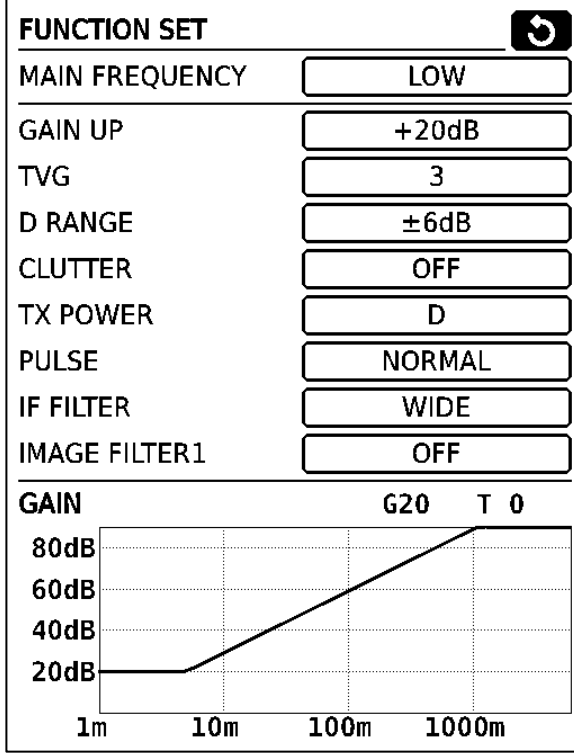 FUNCTION SET
MAIN FREQUENCY LOW
GAIN UP +20dB
TVG 3
D RANGE ±6dB
CLUTTER OFF
TX POWER D
PULSE NORMAL
IF FILTER WIDE
IMAGE FILTER1 OFF
GAIN G20 T 0
80dB
60dB
40dB
20dB
1m 10m 100m 1000m